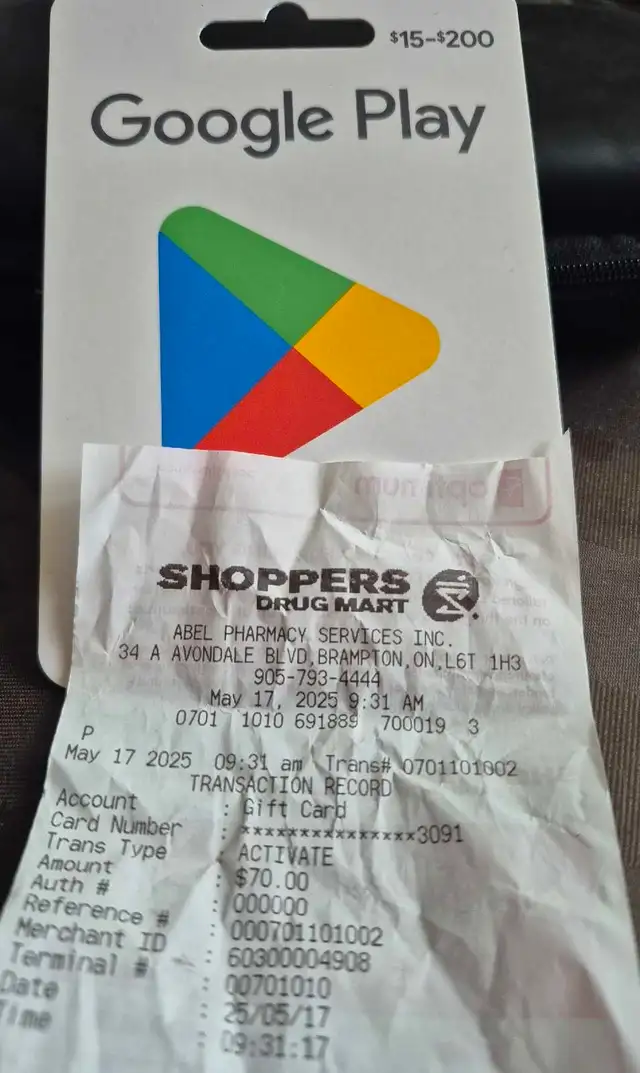 $15-$200
Google Play
SHOPPERS
DRUG MART
ABEL PHARMACY SERVICES INC.
34 A AVONDALE BLVD,BRAMPTON,ON,L6T 1H3
905-793-4444
May 17, 2025 9:31 AM
0701 1010 691889 700019 3
P
May 17 2025 09:31 am Trans# 0701101002
TRANSACTION RECORD
Account : Gift Card
Card Number : ***************3091
Trans Type : ACTIVATE
Amount : $70.00
Auth # : 000000
Reference # : 000701101002
Merchant ID : 60300004908
Terminal # : 00701010
Date : 25/05/17
Time : 09:31:17